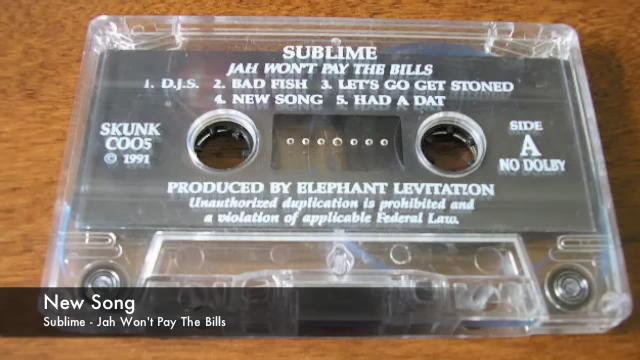 SUBLIME
JAH WON'T PAY THE BILLS
1. D.J.S. 2. BAD FISH 3. LET'S GO GET STONED
4. NEW SONG 5. HAD A DAT
SKUNK
COO5
© 1991
SIDE
A
NO DOLBY
PRODUCED BY ELEPHANT LEVITATION
Unauthorized duplication is prohibited and
a violation of applicable Federal Law.
New Song
Sublime - Jah Won't Pay The Bills